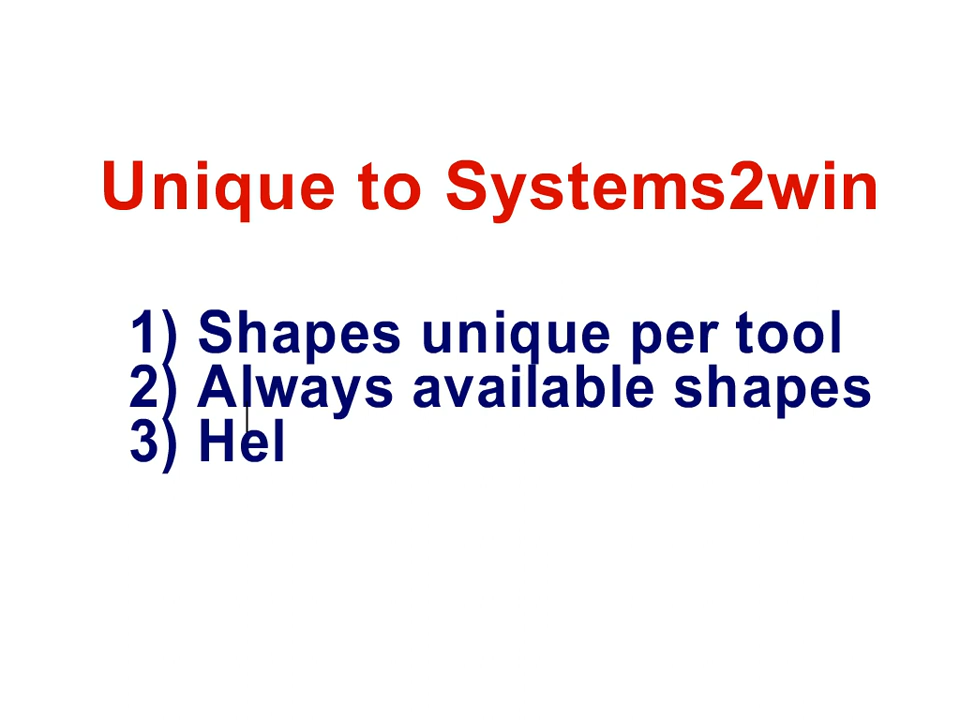 Unique to Systems2win
1) Shapes unique per tool
2) Always available shapes
3) Hel